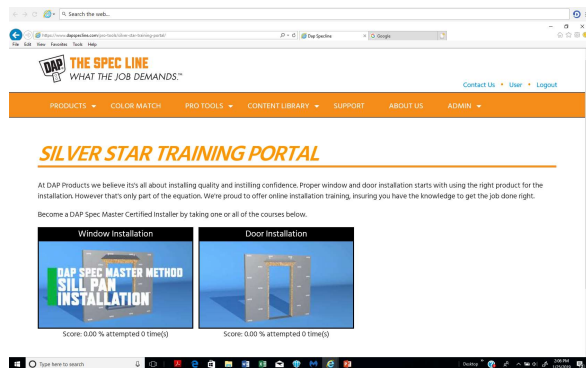 Search the web...
https://www.dapspecline.com/pro-tools/silver-star-training-portal/
Dap Specline
Google
File Edit View Favorites Tools Help
DAP THE SPEC LINE
WHAT THE JOB DEMANDS.™
Contact Us • User • Logout
PRODUCTS COLOR MATCH PRO TOOLS CONTENT LIBRARY SUPPORT ABOUT US ADMIN
SILVER STAR TRAINING PORTAL
At DAP Products we believe its's all about installing quality and instilling confidence. Proper window and door installation starts with using the right product for the
installation. However that's only part of the equation. We're proud to offer online installation training, insuring you have the knowledge to get the job done right.
Become a DAP Spec Master Certified Installer by taking one or all of the courses below.
Window Installation
DAP SPEC MASTER METHOD
SILL PAN
INSTALLATION
Score: 0.00 % attempted 0 time(s)
Door Installation
Score: 0.00 % attempted 0 time(s)
Type here to search
Desktop
2:05 PM